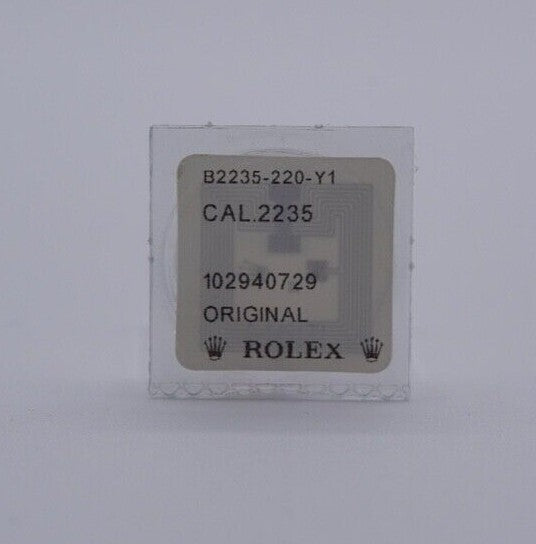 B2235-220-Y1
CAL.2235
102940729
ORIGINAL
ROLEX